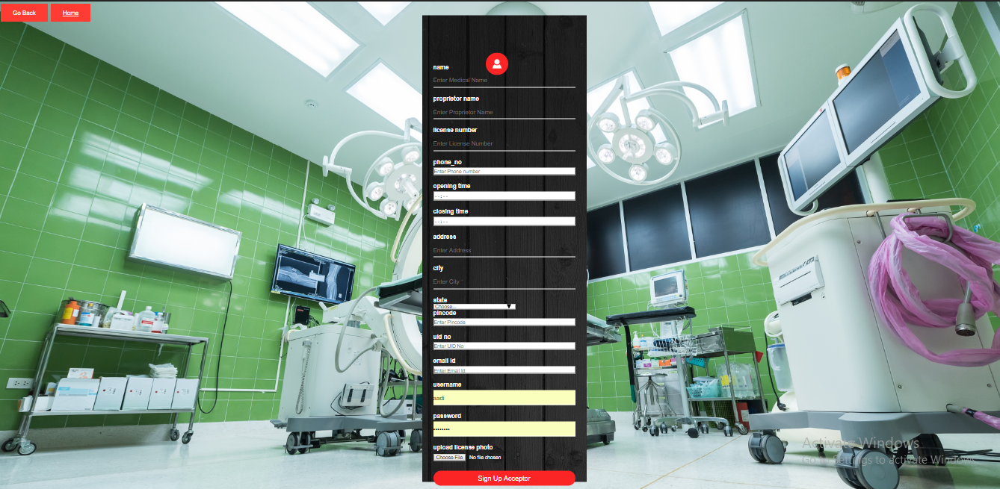 Go Back
Home
name
Enter Medical Name
proprietor name
Enter Proprietor Name
license number
Enter License Number
phone_no
Enter Phone number
opening time
--:--
closing time
--:--
address
Enter Address
city
Enter City
state
Choose...
pincode
Enter Pincode
uid no
Enter UID No
email id
Enter Email Id
username
aadi
password
••••••••
upload license photo
Choose File No file chosen
Sign Up Acceptor
Activate Windows
Go to Settings to activate Windows.